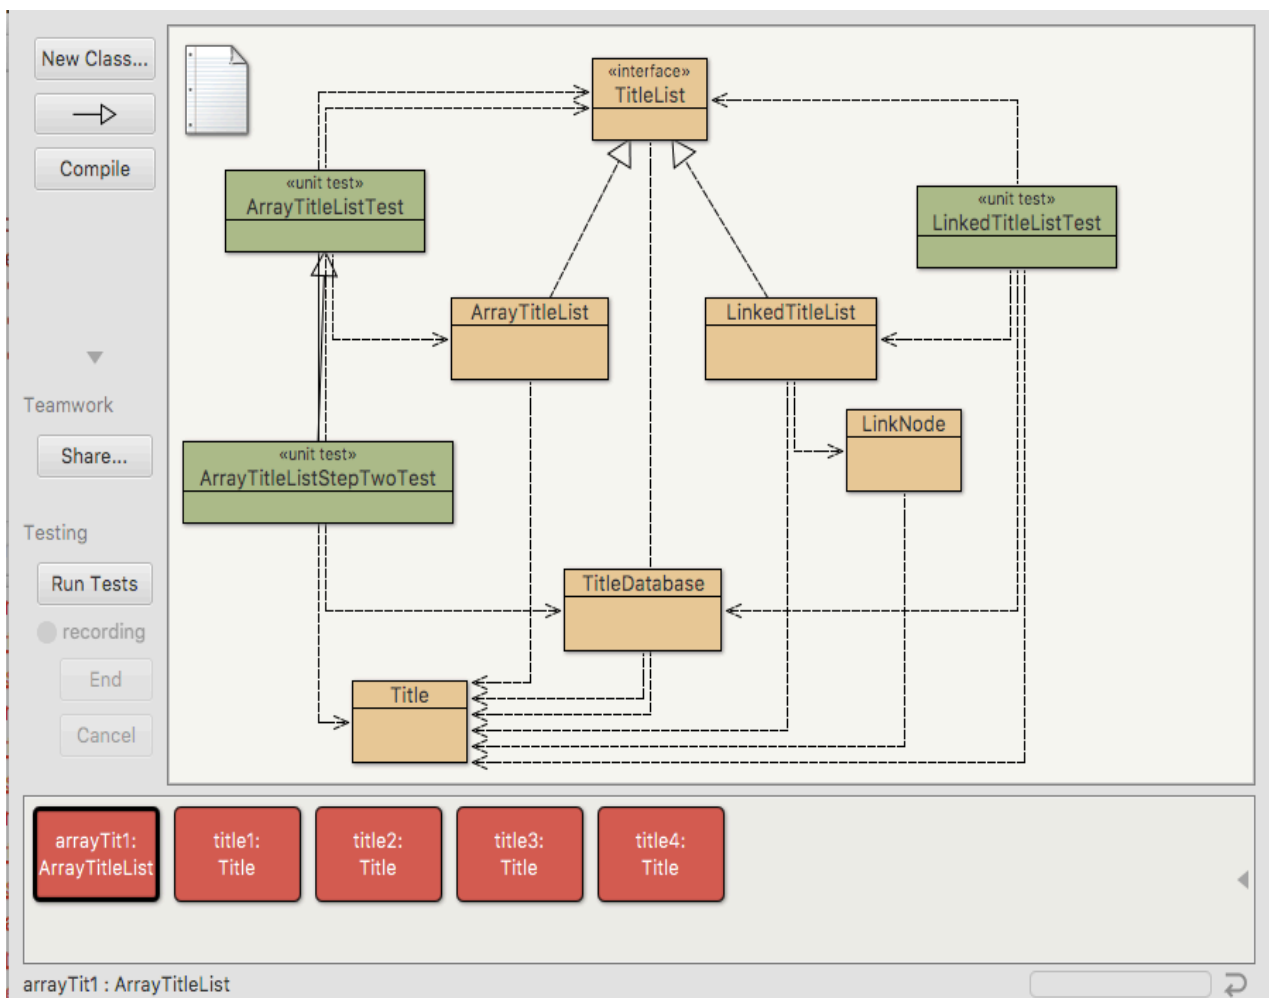 New Class...
Compile
Teamwork
Share...
Testing
Run Tests
recording
End
Cancel
«interface»
TitleList
«unit test»
ArrayTitleListTest
«unit test»
LinkedTitleListTest
ArrayTitleList
LinkedTitleList
LinkNode
«unit test»
ArrayTitleListStepTwoTest
TitleDatabase
Title
arrayTit1:
ArrayTitleList
title1:
Title
title2:
Title
title3:
Title
title4:
Title
arrayTit1 : ArrayTitleList